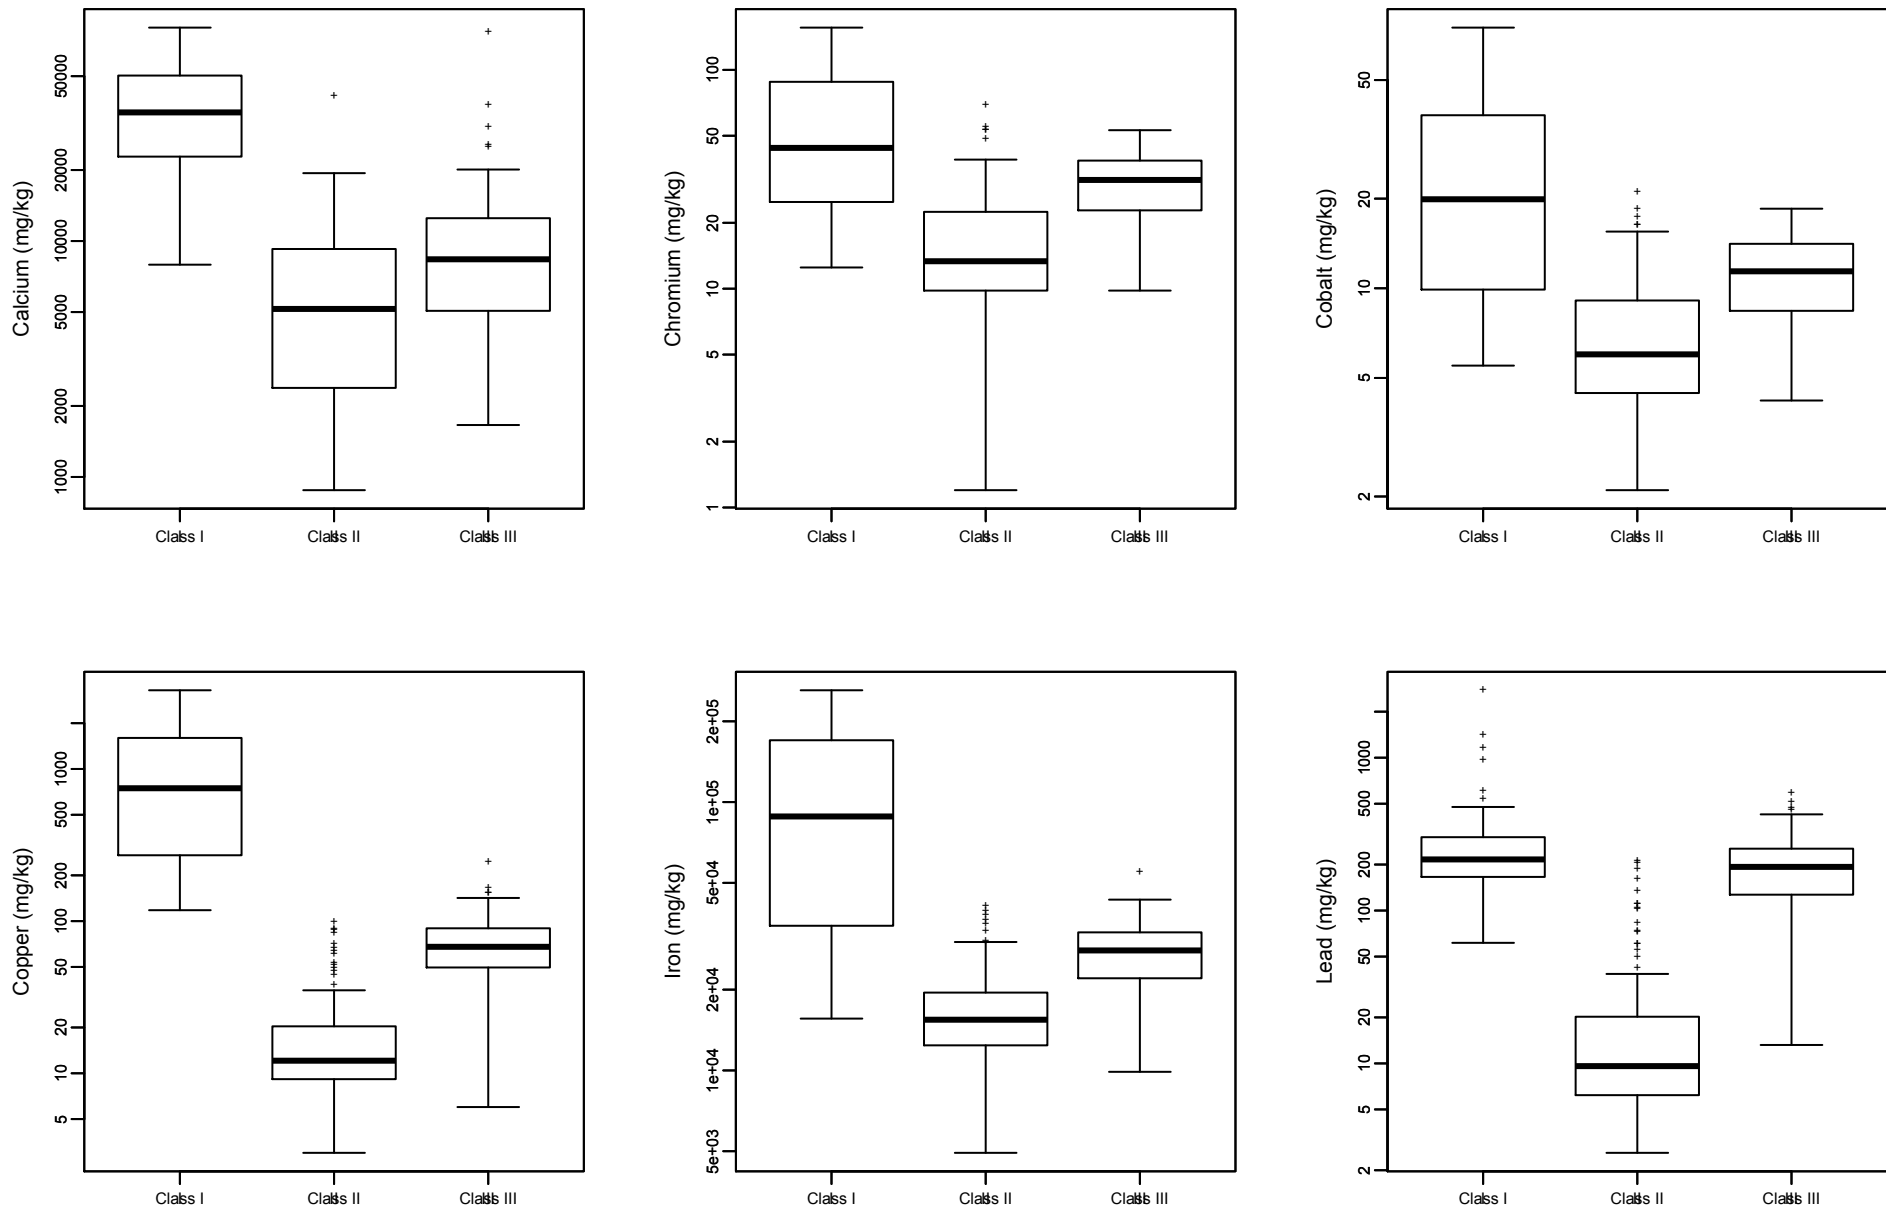 Calcium (mg/kg)
50000
20000
10000
5000
2000
1000
Class I
Class II
Class III
Chromium (mg/kg)
100
50
20
10
5
2
1
Class I
Class II
Class III
Cobalt (mg/kg)
50
20
10
5
2
Class I
Class II
Class III
Copper (mg/kg)
1000
500
200
100
50
20
10
5
Class I
Class II
Class III
Iron (mg/kg)
2e+05
1e+05
5e+04
2e+04
1e+04
5e+03
Class I
Class II
Class III
Lead (mg/kg)
1000
500
200
100
50
20
10
5
2
Class I
Class II
Class III